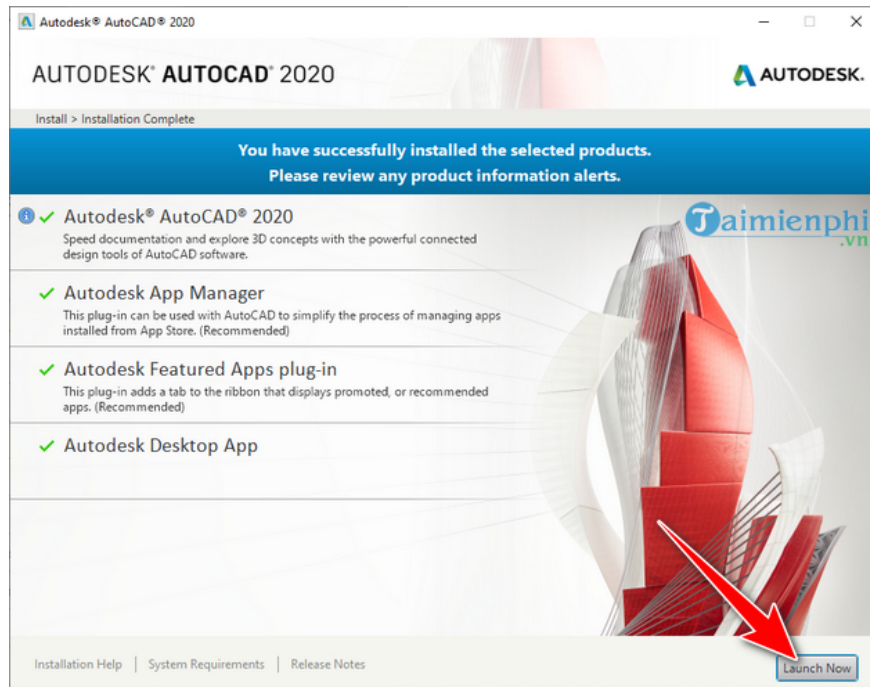 Autodesk® AutoCAD® 2020
AUTODESK® AUTOCAD® 2020
AUTODESK.
Install > Installation Complete
You have successfully installed the selected products.
Please review any product information alerts.
Autodesk® AutoCAD® 2020
Speed documentation and explore 3D concepts with the powerful connected
design tools of AutoCAD software.
Taimienphi
.vn
Autodesk App Manager
This plug-in can be used with AutoCAD to simplify the process of managing apps
installed from App Store. (Recommended)
Autodesk Featured Apps plug-in
This plug-in adds a tab to the ribbon that displays promoted, or recommended
apps. (Recommended)
Autodesk Desktop App
Installation Help | System Requirements | Release Notes
Launch Now